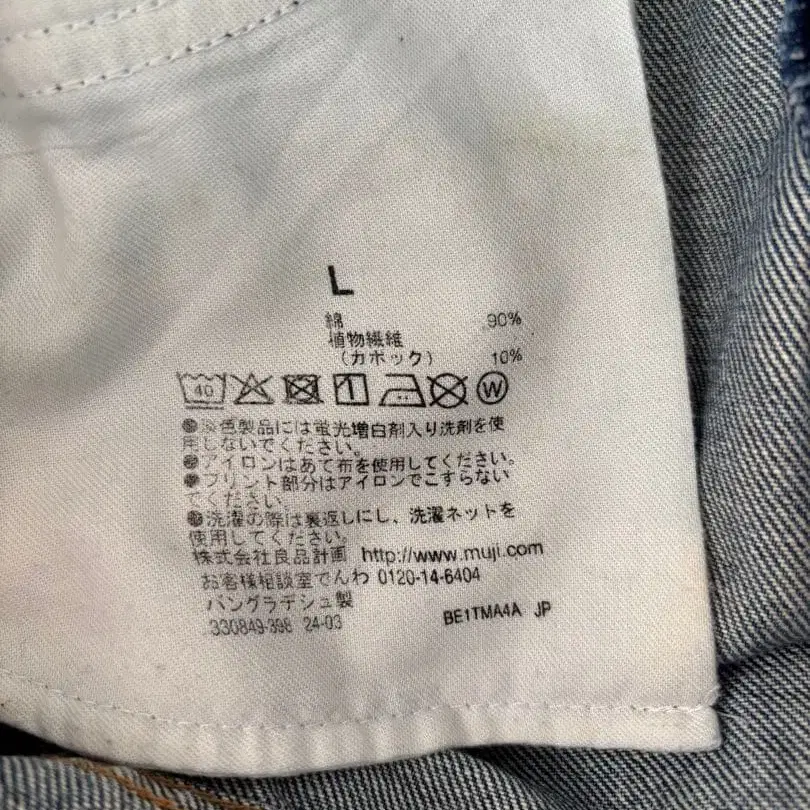 L
綿 90%
植物繊維
(カポック) 10%
40 W
●淡色製品には蛍光増白剤入り洗剤を使
用しないでください。
●アイロンはあて布を使用してください。
●プリント部分はアイロンでこすらない
でください。
●洗濯の際は裏返しにし、洗濯ネットを
使用してください。
株式会社良品計画 http://www.muji.com
お客様相談室でんわ 0120-14-6404
バングラデシュ製
330849-398 24-03 BE1TMA4A JP